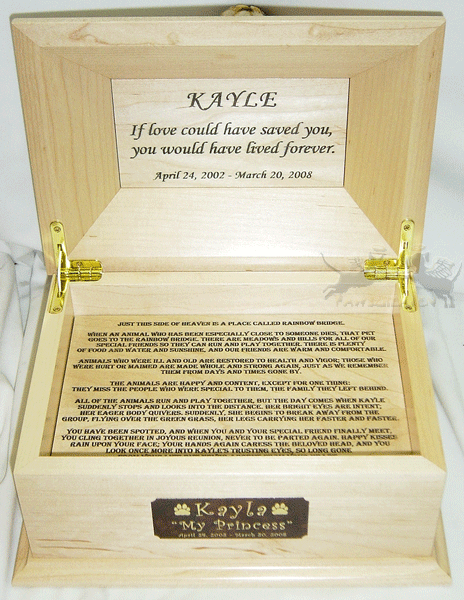 KAYLE
If love could have saved you,
you would have lived forever.
April 24, 2002 - March 20, 2008
JUST THIS SIDE OF HEAVEN IS A PLACE CALLED RAINBOW BRIDGE.
WHEN AN ANIMAL WHO HAS BEEN ESPECIALLY CLOSE TO SOMEONE DIES, THAT PET
GOES TO THE RAINBOW BRIDGE. THERE ARE MEADOWS AND HILLS FOR ALL OF OUR
SPECIAL FRIENDS SO THEY CAN RUN AND PLAY TOGETHER. THERE IS PLENTY
OF FOOD AND WATER AND SUNSHINE, AND OUR FRIENDS ARE WARM AND COMFORTABLE.
ANIMALS WHO WERE ILL AND OLD ARE RESTORED TO HEALTH AND VIGOR; THOSE WHO
WERE HURT OR MAIMED ARE MADE WHOLE AND STRONG AGAIN, JUST AS WE REMEMBER
THEM FROM DAYS AND TIMES GONE BY.
THE ANIMALS ARE HAPPY AND CONTENT, EXCEPT FOR ONE THING:
THEY MISS THE PEOPLE WHO WERE SPECIAL TO THEM, THE FAMILY THEY LEFT BEHIND.
ALL OF THE ANIMALS RUN AND PLAY TOGETHER, BUT THE DAY COMES WHEN KAYLE
SUDDENLY STOPS AND LOOKS INTO THE DISTANCE. HER BRIGHT EYES ARE INTENT,
HER EAGER BODY QUIVERS. SUDDENLY, SHE BEGINS TO BREAK AWAY FROM THE
GROUP, FLYING OVER THE GREEN GRASS, HER LEGS CARRYING HER FASTER AND FASTER
YOU HAVE BEEN SPOTTED, AND WHEN YOU AND YOUR SPECIAL FRIEND FINALLY MEET,
YOU CLING TOGETHER IN JOYOUS REUNION, NEVER TO BE PARTED AGAIN. HAPPY KISSES
RAIN UPON YOUR FACE; YOUR HANDS AGAIN CARESS THE BELOVED HEAD, AND YOU
LOOK ONCE MORE INTO KAYLE'S TRUSTING EYES, SO LONG GONE
Kayla
"My Princess"
April 24, 2002 - March 20, 2008